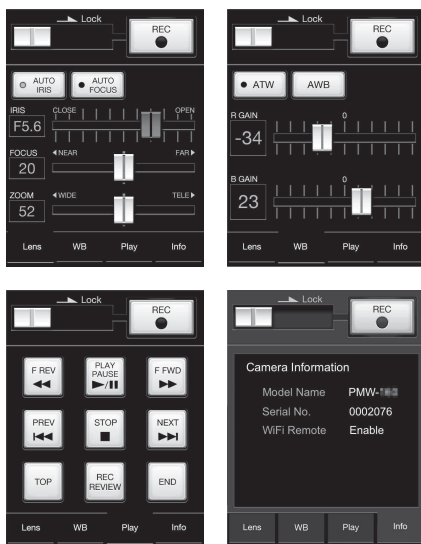 Lock
REC
AUTO
IRIS
AUTO
FOCUS
IRIS
CLOSE
OPEN
F5.6
FOCUS
NEAR
FAR
20
ZOOM
WIDE
TELE
52
Lens WB Play Info
Lock
REC
ATW
AWB
R GAIN
0
-34
B GAIN
0
23
Lens WB Play Info
Lock
REC
F REV
PLAY
PAUSE
F FWD
PREV
STOP
NEXT
TOP
REC
REVIEW
END
Lens WB Play Info
Lock
REC
Camera Information
Model Name PMW-
Serial No. 0002076
WiFi Remote Enable
Lens WB Play Info